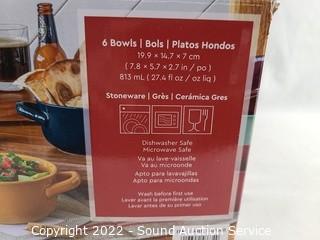 6 Bowls | Bols | Platos Hondos
19.9 x 14.7 x 7 cm
( 7.8 x 5.7 x 2.7 in / po )
813 mL ( 27.4 fl oz / oz liq )
Stoneware | Grès | Cerámica Gres
Dishwasher Safe
Microwave Safe
Va au lave-vaisselle
Va au microonde
Apto para lavavajillas
Apto para microondas
Wash before first use
Laver avant la première utilisation
Lavar antes de su primer uso
Copyright 2022 - Sound Auction Service